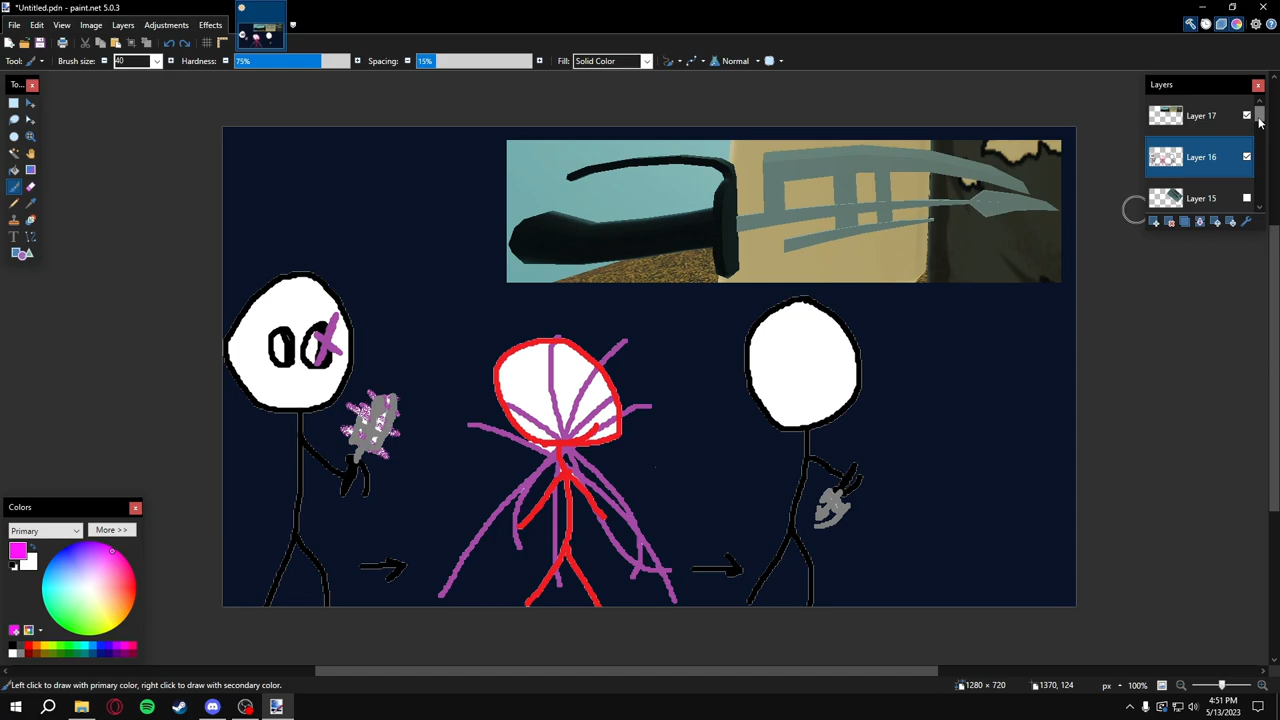 *Untitled.pdn - paint.net 5.0.3
File Edit View Image Layers Adjustments Effects
Tool: Brush size: 40 Hardness: 75% Spacing: 15% Fill: Solid Color Normal
To... x
Layers x
Layer 17
Layer 16
Layer 15
Colors x
Primary More >>
Left click to draw with primary color, right click to draw with secondary color. 1280 × 720 1370, 124 px 100%
4:51 PM
5/13/2023